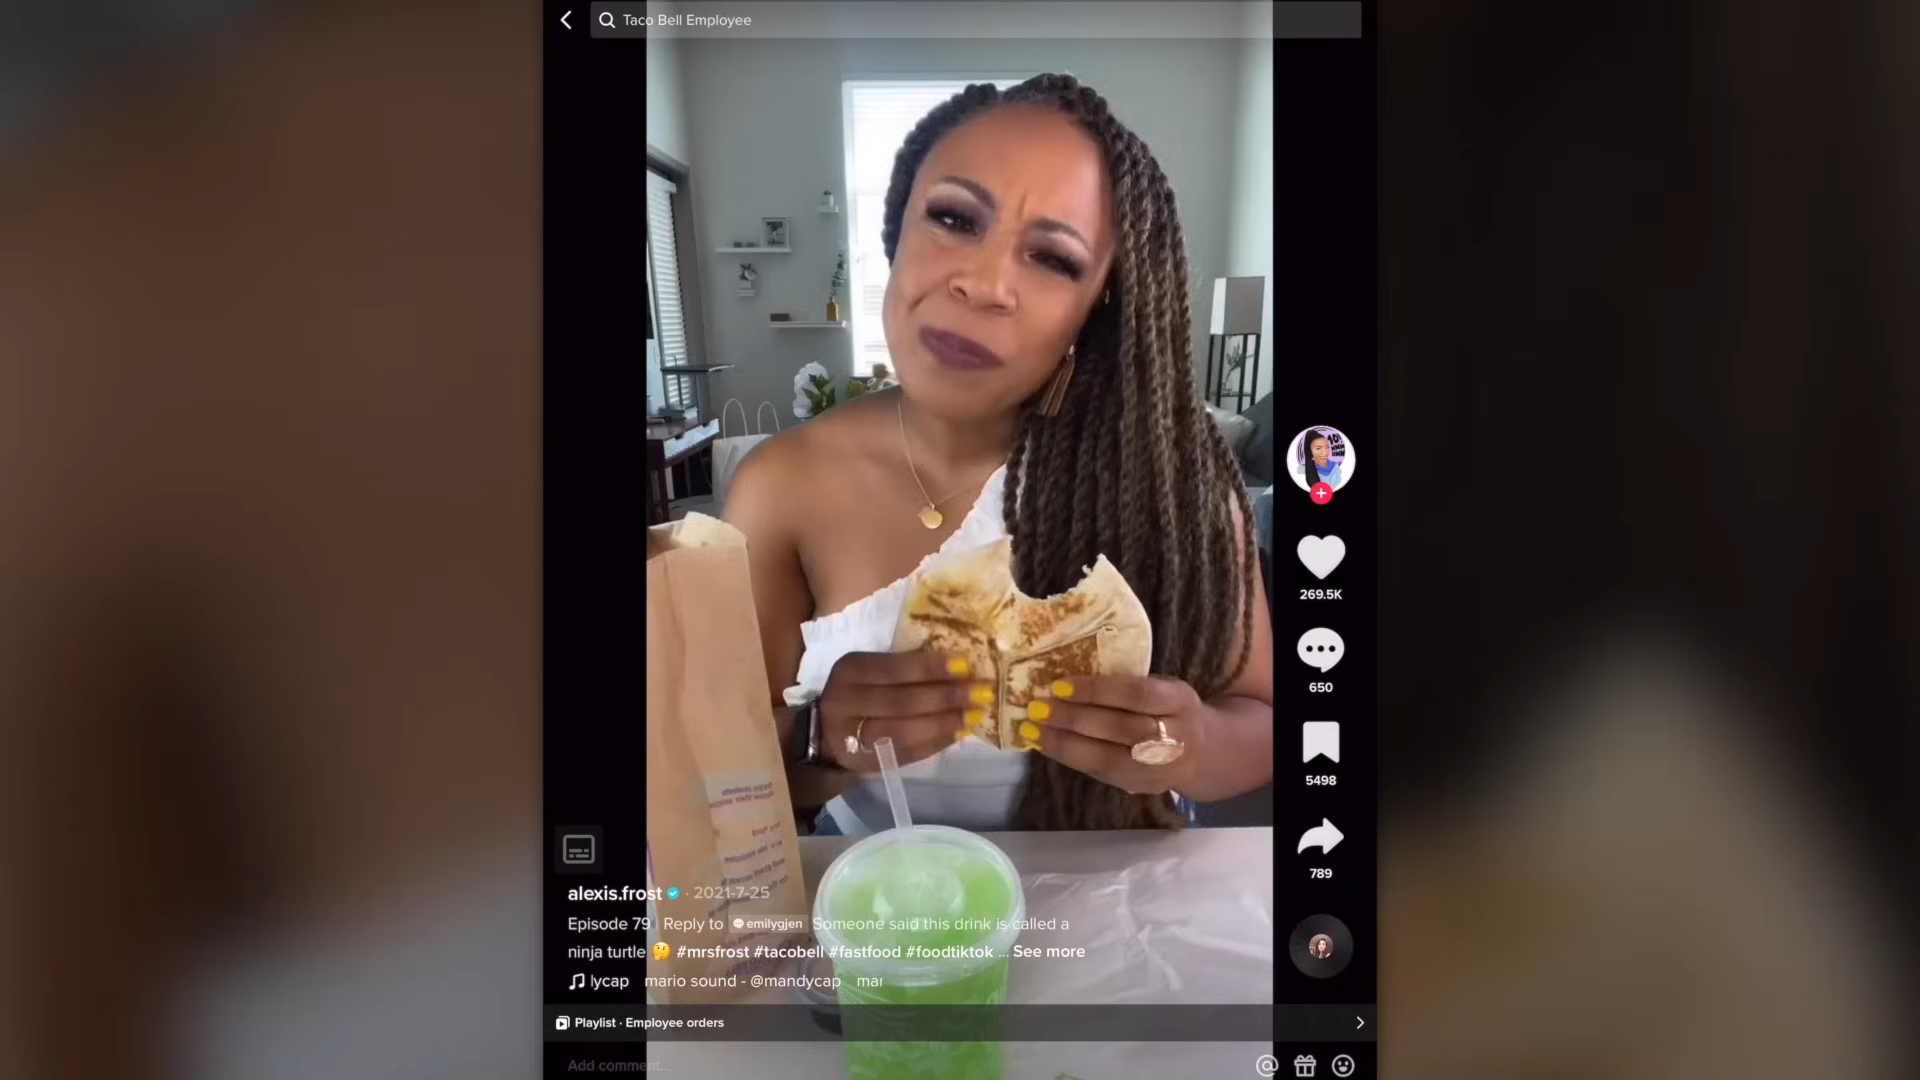 Taco Bell Employee
269.5K
650
5498
789
alexis.frost · 2021-7-25
Episode 79 | Reply to emilygjen Someone said this drink is called a
ninja turtle 🤔 #mrsfrost #tacobell #fastfood #foodtiktok ... See more
lycap mario sound - @mandycap mar
Playlist · Employee orders
Add comment...